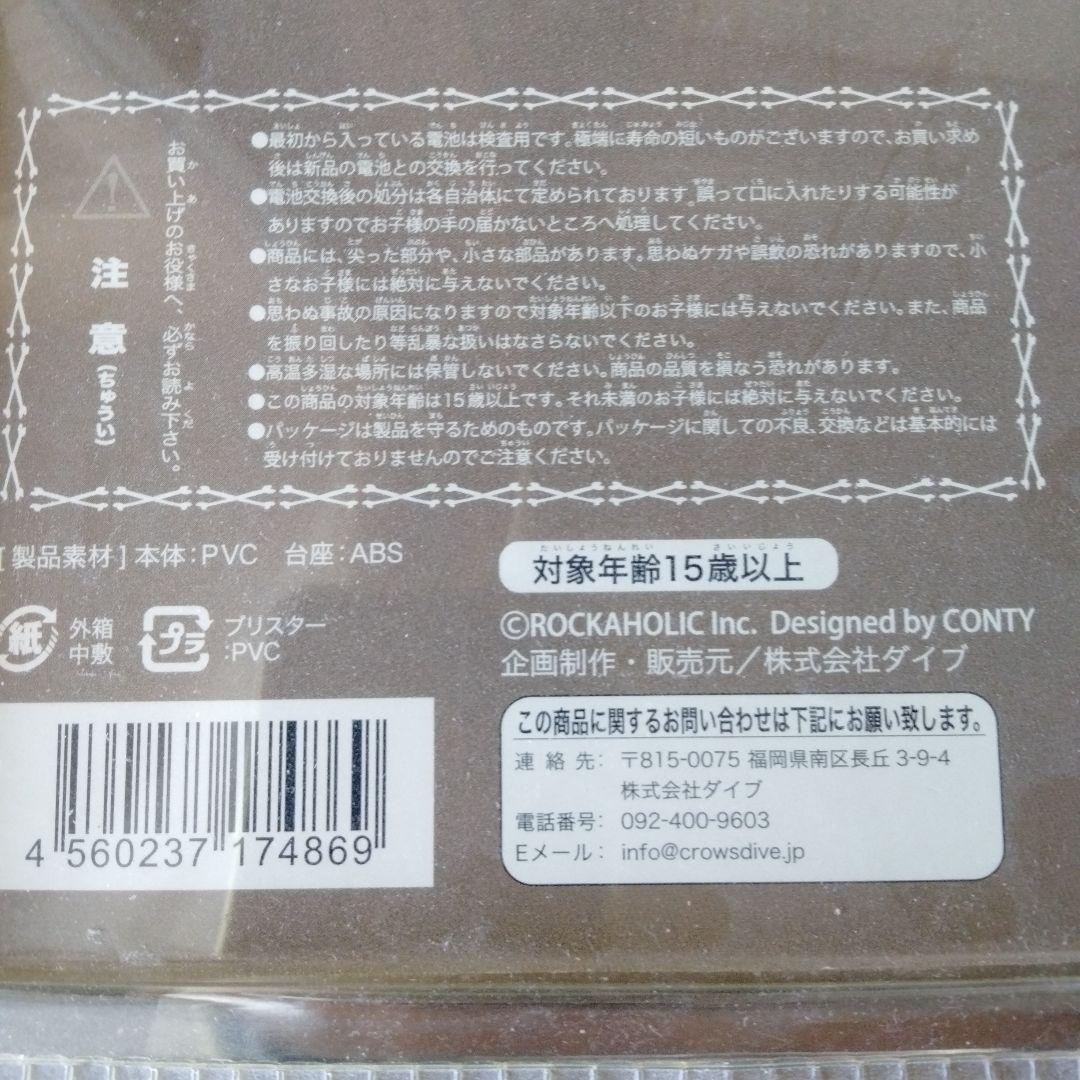 注意(ちゅうい)
お買い上げのお役様へ、必ずお読み下さい。
●最初から入っている電池は検査用です。極端に寿命の短いものがございますので、お買い求め
後は新品の電池との交換を行ってください。
●電池交換後の処分は各自治体にて定められております。誤って口に入れたりする可能性が
ありますのでお子様の手の届かないところへ処理してください。
●商品には、尖った部分や、小さな部品があります。思わぬケガや誤飲の恐れがありますので、小
さなお子様には絶対に与えないでください。
●思わぬ事故の原因になりますので対象年齢以下のお子様には与えないでください。また、商品
を振り回したり等乱暴な扱いはなさらないでください。
●高温多湿な場所には保管しないでください。商品の品質を損なう恐れがあります。
●この商品の対象年齢は15歳以上です。それ未満のお子様には絶対に与えないでください。
●パッケージは製品を守るためのものです。パッケージに関しての不良、交換などは基本的には
受け付けておりませんのでご注意ください。
[製品素材]本体:PVC 台座:ABS
対象年齢15歳以上
紙 外箱
中敷
プラ ブリスター
:PVC
©ROCKAHOLIC Inc. Designed by CONTY
企画制作・販売元/株式会社ダイブ
この商品に関するお問い合わせは下記にお願い致します。
連絡先: 〒815-0075 福岡県南区長丘 3-9-4
株式会社ダイブ
電話番号: 092-400-9603
Eメール: info@crowsdive.jp
4 560237 174869